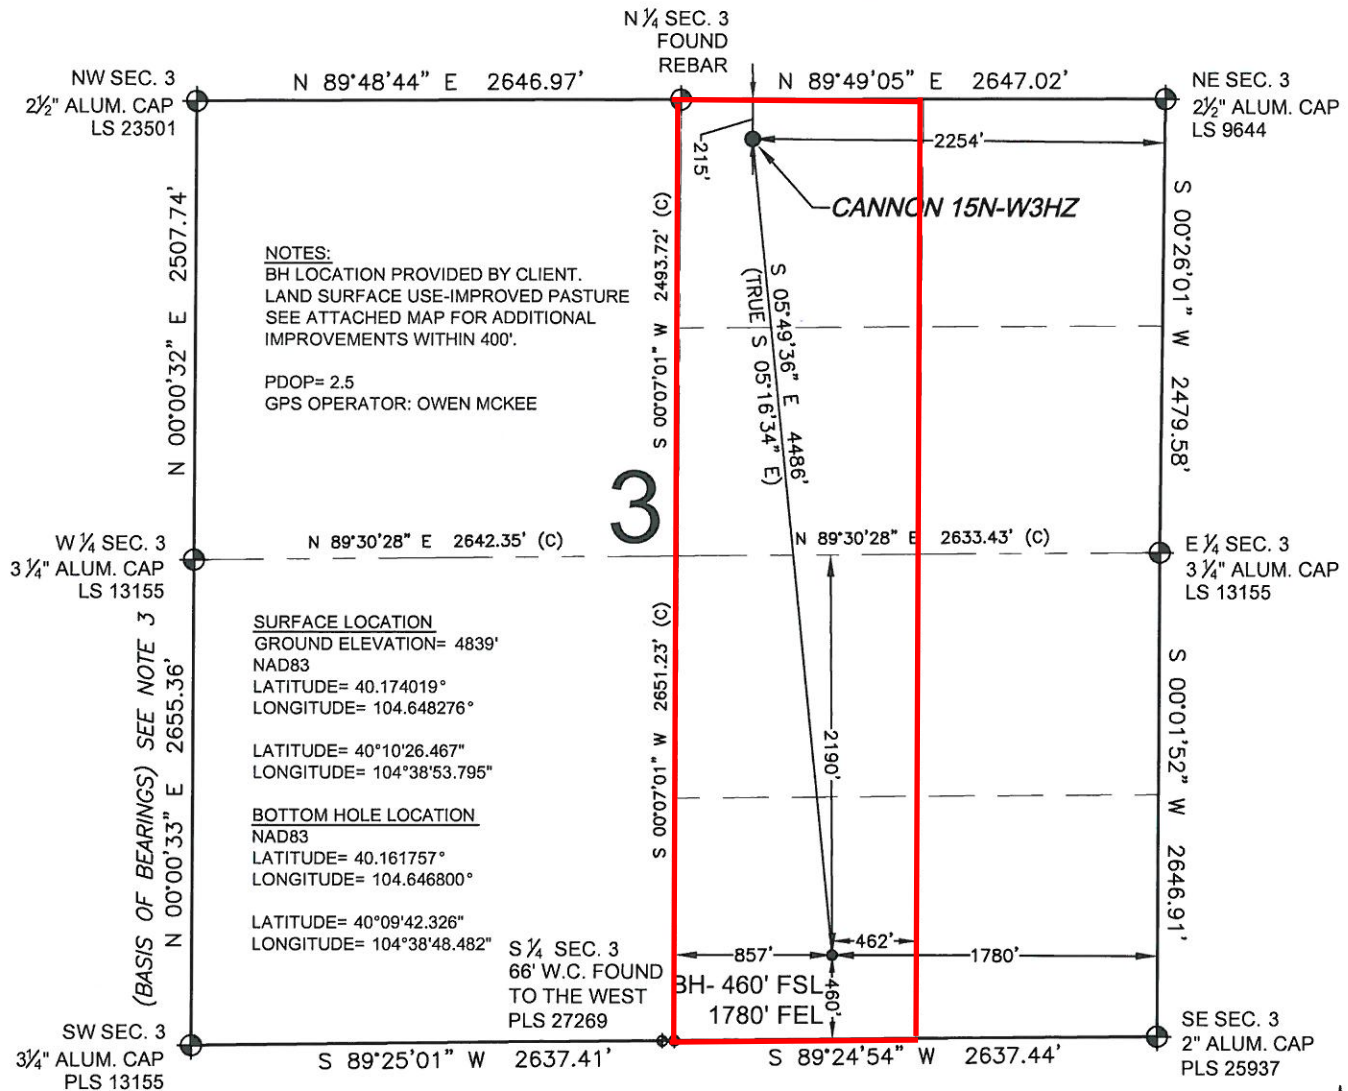 N ¼ SEC. 3
FOUND
REBAR
NW SEC. 3
2½" ALUM. CAP
LS 23501
N 89°48'44" E 2646.97'
N 89°49'05" E 2647.02'
NE SEC. 3
2½" ALUM. CAP
LS 9644
215'
2254'
CANNON 15N-W3HZ
N 00°00'32" E 2507.74'
S 00°07'01" W 2493.72' (C)
S 00°26'01" W 2479.58'
NOTES:
BH LOCATION PROVIDED BY CLIENT.
LAND SURFACE USE-IMPROVED PASTURE
SEE ATTACHED MAP FOR ADDITIONAL
IMPROVEMENTS WITHIN 400'.
PDOP= 2.5
GPS OPERATOR: OWEN MCKEE
S 05°49'36" E 4486'
(TRUE S 05°16'34" E)
3
W ¼ SEC. 3
3 ¼" ALUM. CAP
LS 13155
N 89°30'28" E 2642.35' (C)
N 89°30'28" E 2633.43' (C)
E ¼ SEC. 3
3 ¼" ALUM. CAP
LS 13155
(BASIS OF BEARINGS) SEE NOTE 3
N 00°00'33" E 2655.36'
SURFACE LOCATION
GROUND ELEVATION= 4839'
NAD83
LATITUDE= 40.174019°
LONGITUDE= 104.648276°
LATITUDE= 40°10'26.467"
LONGITUDE= 104°38'53.795"
BOTTOM HOLE LOCATION
NAD83
LATITUDE= 40.161757°
LONGITUDE= 104.646800°
LATITUDE= 40°09'42.326"
LONGITUDE= 104°38'48.482"
S 00°07'01" W 2651.23' (C)
2190'
S 00°01'52" W 2646.91'
S ¼ SEC. 3
66' W.C. FOUND
TO THE WEST
PLS 27269
857'
462'
1780'
BH- 460' FSL
1780' FEL
460'
SW SEC. 3
3¼" ALUM. CAP
PLS 13155
S 89°25'01" W 2637.41'
S 89°24'54" W 2637.44'
SE SEC. 3
2" ALUM. CAP
PLS 25937